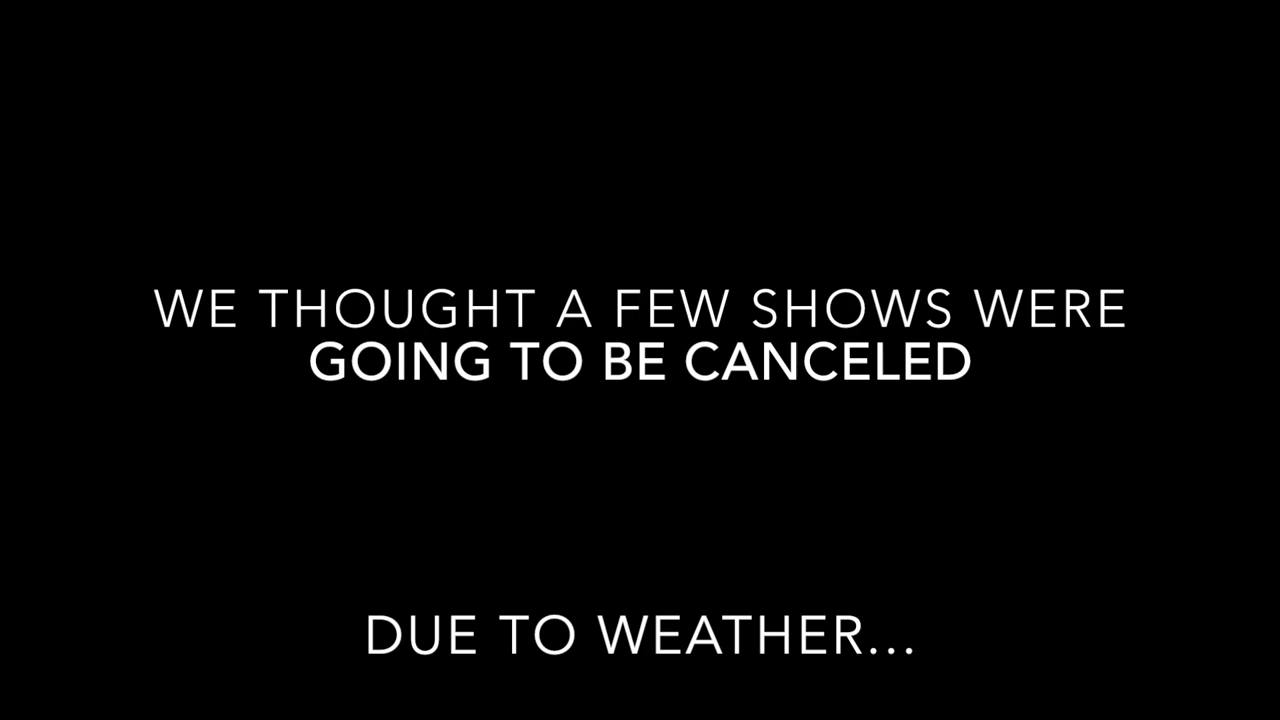 WE THOUGHT A FEW SHOWS WERE
GOING TO BE CANCELED
DUE TO WEATHER...